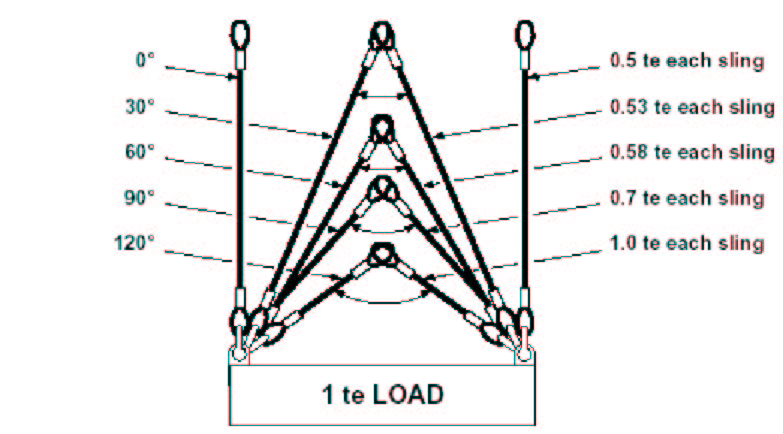 0° 0.5 te each sling
30° 0.53 te each sling
60° 0.58 te each sling
90° 0.7 te each sling
120° 1.0 te each sling
1 te LOAD